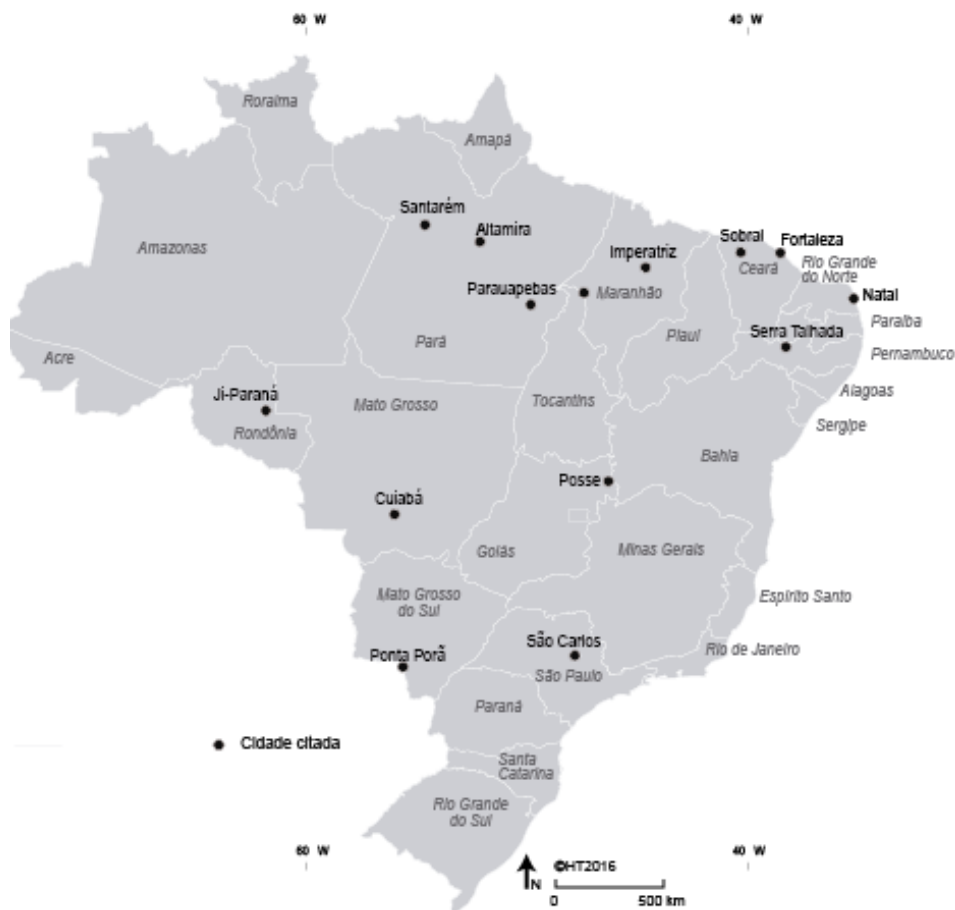 60 W
40 W
Roraima
Amapá
Santarém
Altamira
Amazonas
Sobral
Fortaleza
Imperatriz
Ceará
Rio Grande
do Norte
Parauapebas
Maranhão
Natal
Paraíba
Serra Talhada
Piauí
Pará
Pernambuco
Acre
Ji-Paraná
Mato Grosso
Tocantins
Alagoas
Rondônia
Sergipe
Bahia
Posse
Cuiabá
Goiás
Minas Gerais
Mato Grosso
do Sul
Espírito Santo
São Carlos
Rio de Janeiro
Ponta Porã
São Paulo
Paraná
Cidade citada
Santa
Catarina
Rio Grande
do Sul
60 W
40 W
N
©HT2016
0 500 km